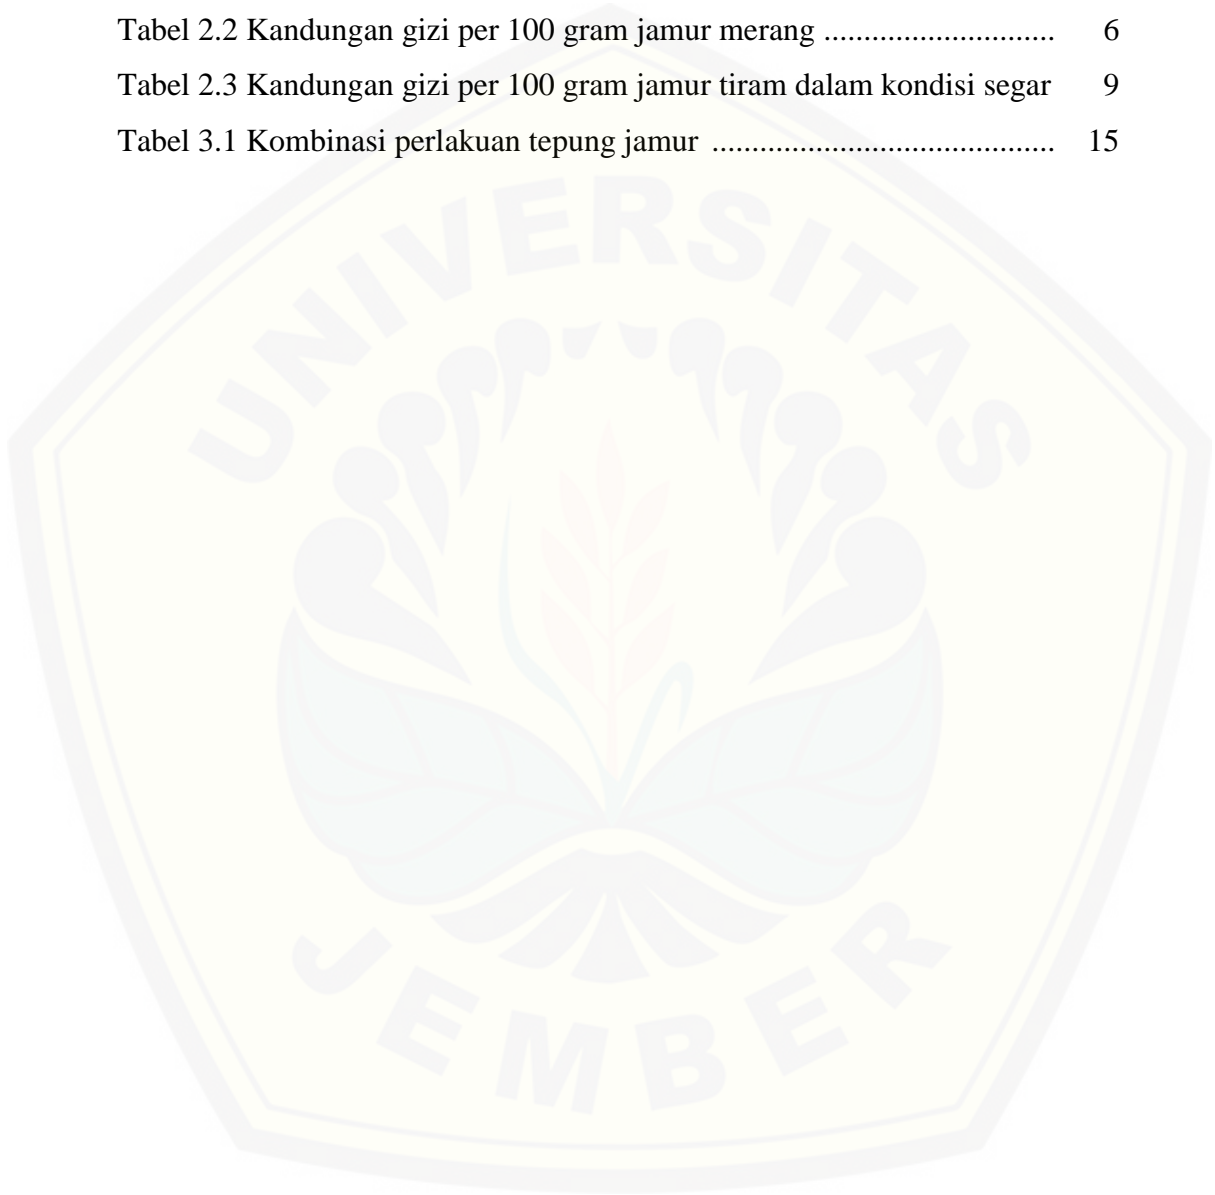 Tabel 2.2 Kandungan gizi per 100 gram jamur merang ............................. 6
Tabel 2.3 Kandungan gizi per 100 gram jamur tiram dalam kondisi segar 9
Tabel 3.1 Kombinasi perlakuan tepung jamur ........................................... 15
UNIVERSITAS
JEMBER